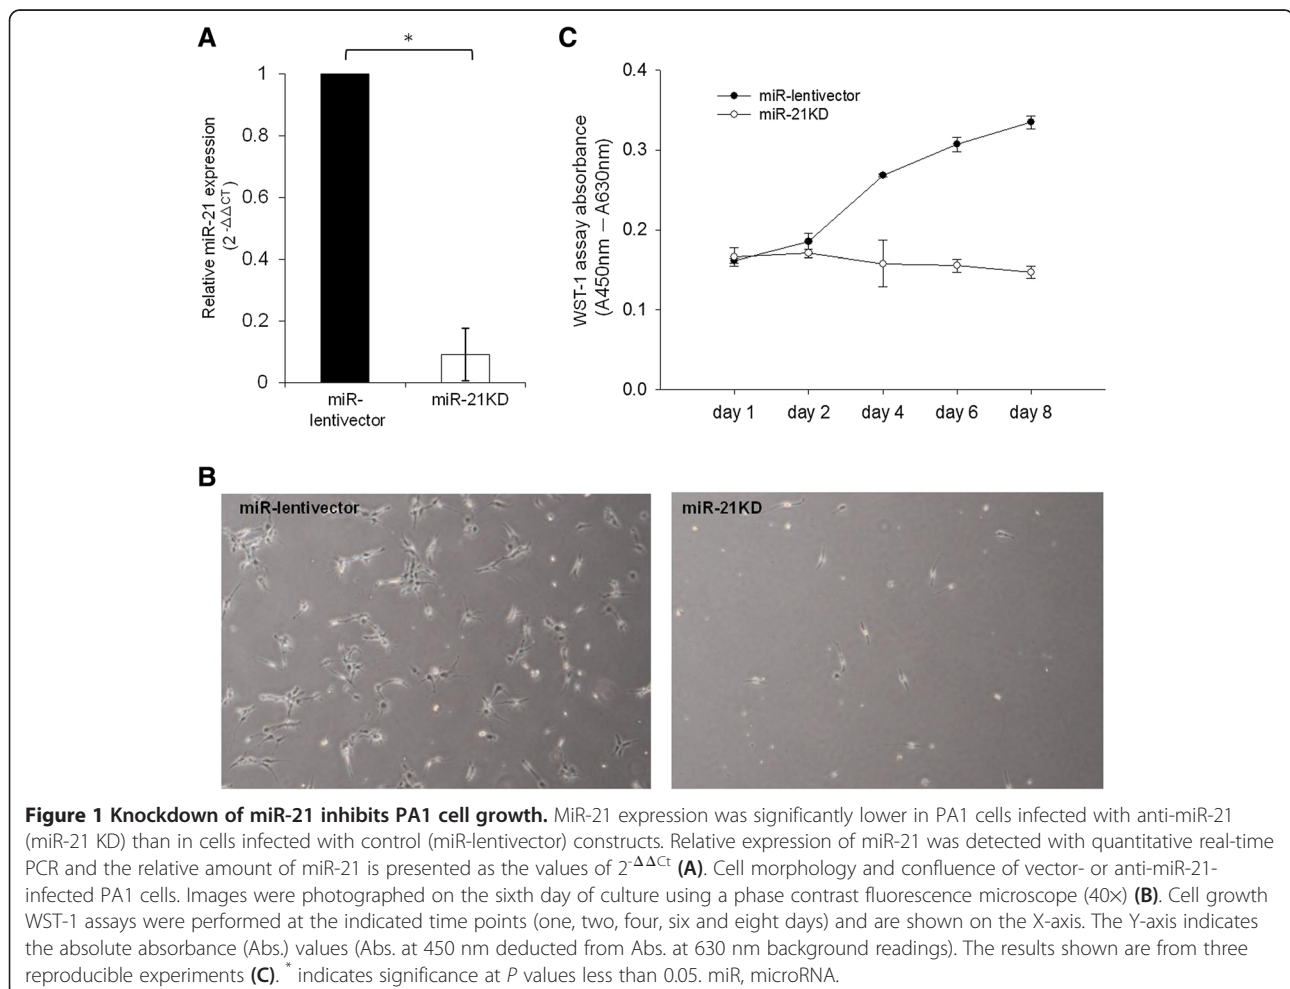 A
*
Relative miR-21 expression
(2^-ΔΔCT)
1
0.8
0.6
0.4
0.2
0
miR-
lentivector
miR-21KD
C
WST-1 assay absorbance
(A450nm — A630nm)
0.4
0.3
0.2
0.1
0.0
miR-lentivector
miR-21KD
day 1
day 2
day 4
day 6
day 8
B
miR-lentivector
miR-21KD
Figure 1 Knockdown of miR-21 inhibits PA1 cell growth. MiR-21 expression was significantly lower in PA1 cells infected with anti-miR-21
(miR-21 KD) than in cells infected with control (miR-lentivector) constructs. Relative expression of miR-21 was detected with quantitative real-time
PCR and the relative amount of miR-21 is presented as the values of 2^-ΔΔCt (A). Cell morphology and confluence of vector- or anti-miR-21-
infected PA1 cells. Images were photographed on the sixth day of culture using a phase contrast fluorescence microscope (40×) (B). Cell growth
WST-1 assays were performed at the indicated time points (one, two, four, six and eight days) and are shown on the X-axis. The Y-axis indicates
the absolute absorbance (Abs.) values (Abs. at 450 nm deducted from Abs. at 630 nm background readings). The results shown are from three
reproducible experiments (C). * indicates significance at P values less than 0.05. miR, microRNA.